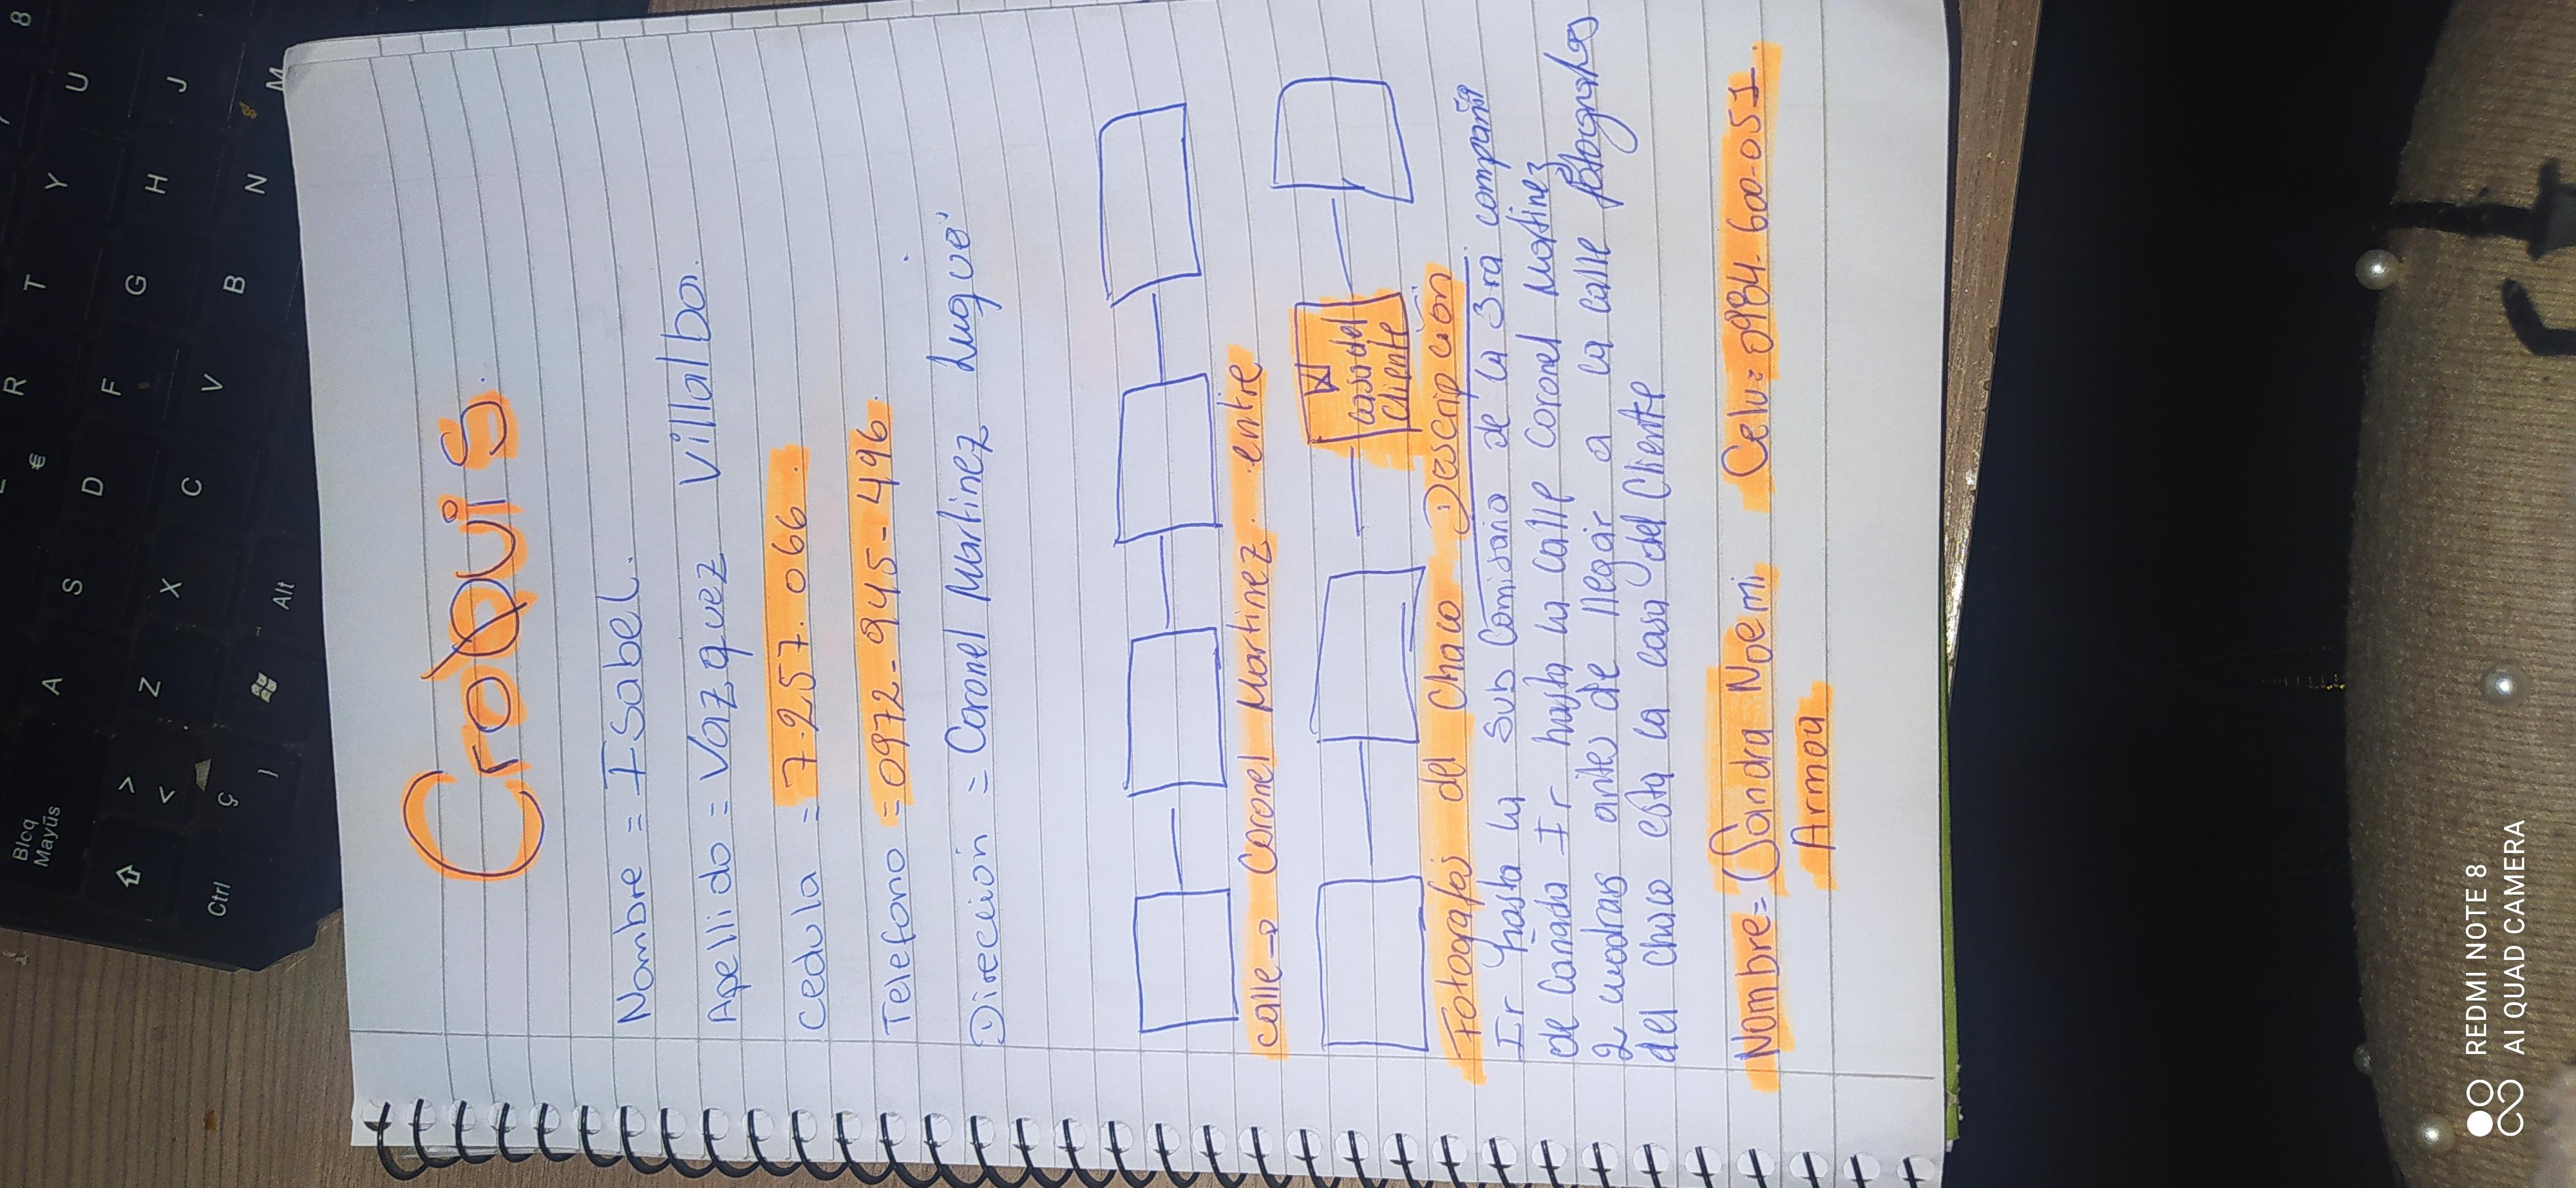 Croquis.
Nombre = Isabel.
Apellido = Vazquez Villalba.
Cedula = 7.257.066.
Telefono = 0972-945-496.
Dirección = Coronel Martinez Luque
calle → Coronel Martinez. entre
casa del
Cliente
Fotografos del Chaco Descripción
Ir hasta la Sub Comisaria de la 3ra compañi
de Cañada Ir hasta la calle Coronel Martinez
2 cuadras antes de llegar a la calle fotografos
del chaco esta la casa del Cliente
Nombre = Sandra Noemi Celu = 0984-600-051.
Armoa
REDMI NOTE 8
AI QUAD CAMERA
8
U
Y
T
R
€
J
H
G
F
D
S
A
M
N
B
V
C
X
Z
>
<
Ç
Bloq
Mayús
Ctrl
Alt